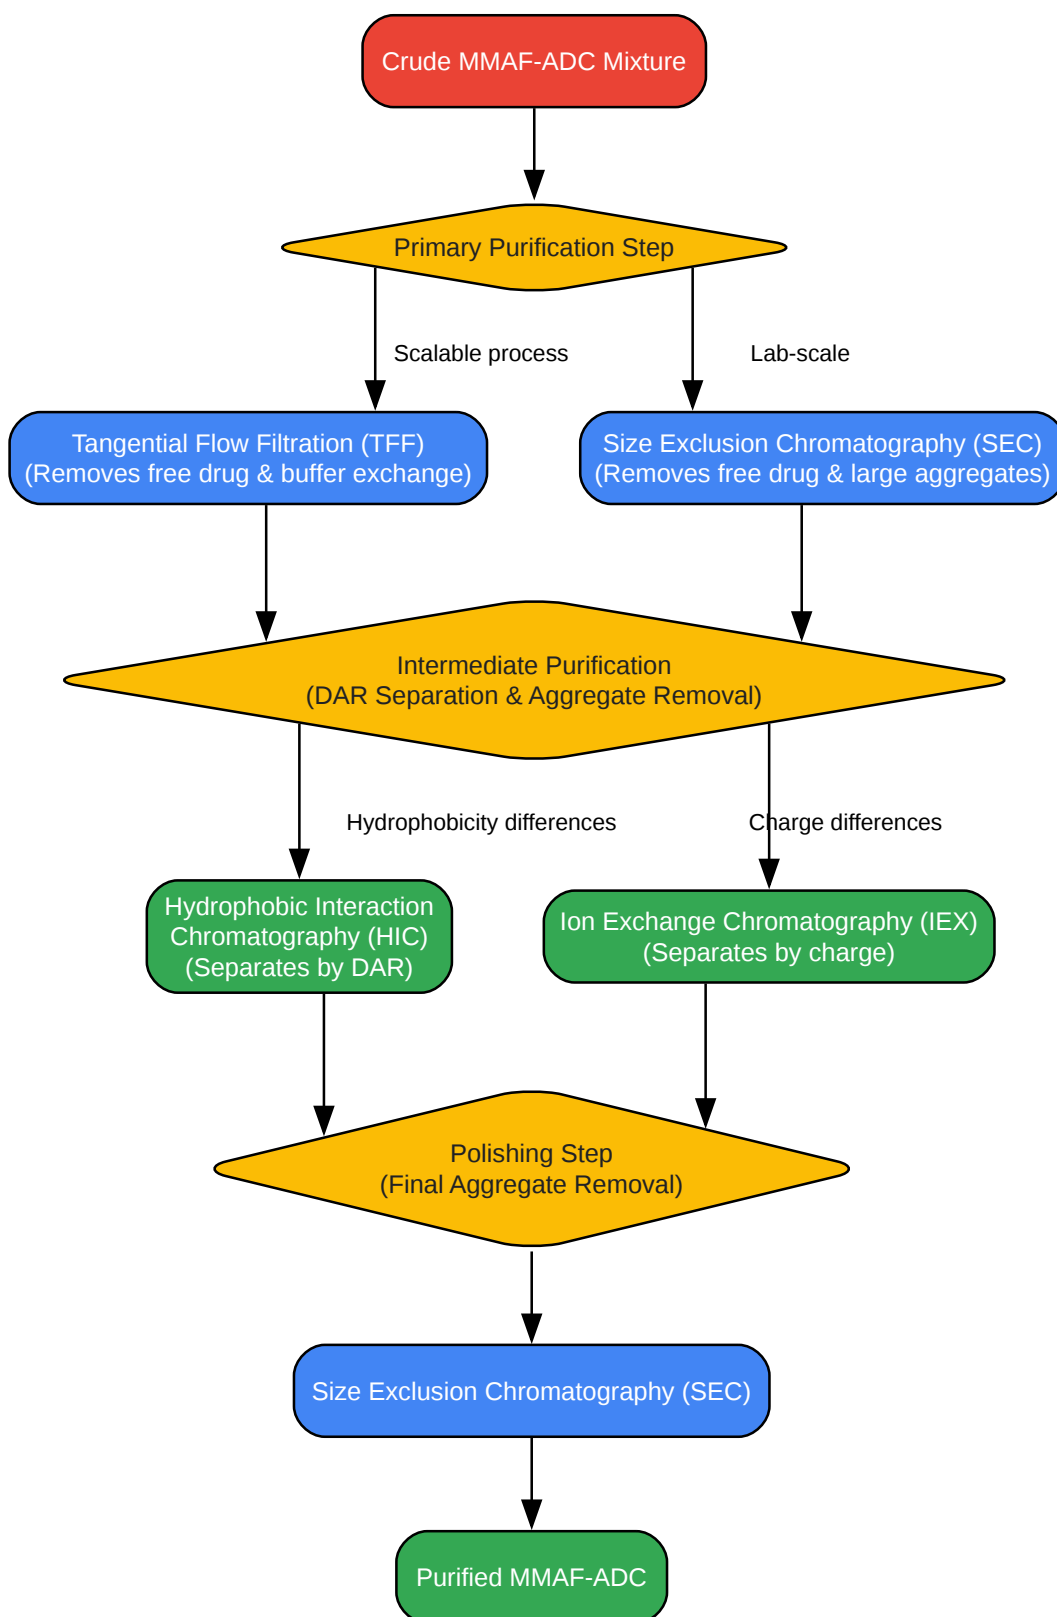 Crude MMAF-ADC Mixture
Primary Purification Step
Scalable process
Lab-scale
Tangential Flow Filtration (TFF)
(Removes free drug & buffer exchange)
Size Exclusion Chromatography (SEC)
(Removes free drug & large aggregates)
Intermediate Purification
(DAR Separation & Aggregate Removal)
Hydrophobicity differences
Charge differences
Hydrophobic Interaction
Chromatography (HIC)
(Separates by DAR)
Ion Exchange Chromatography (IEX)
(Separates by charge)
Polishing Step
(Final Aggregate Removal)
Size Exclusion Chromatography (SEC)
Purified MMAF-ADC